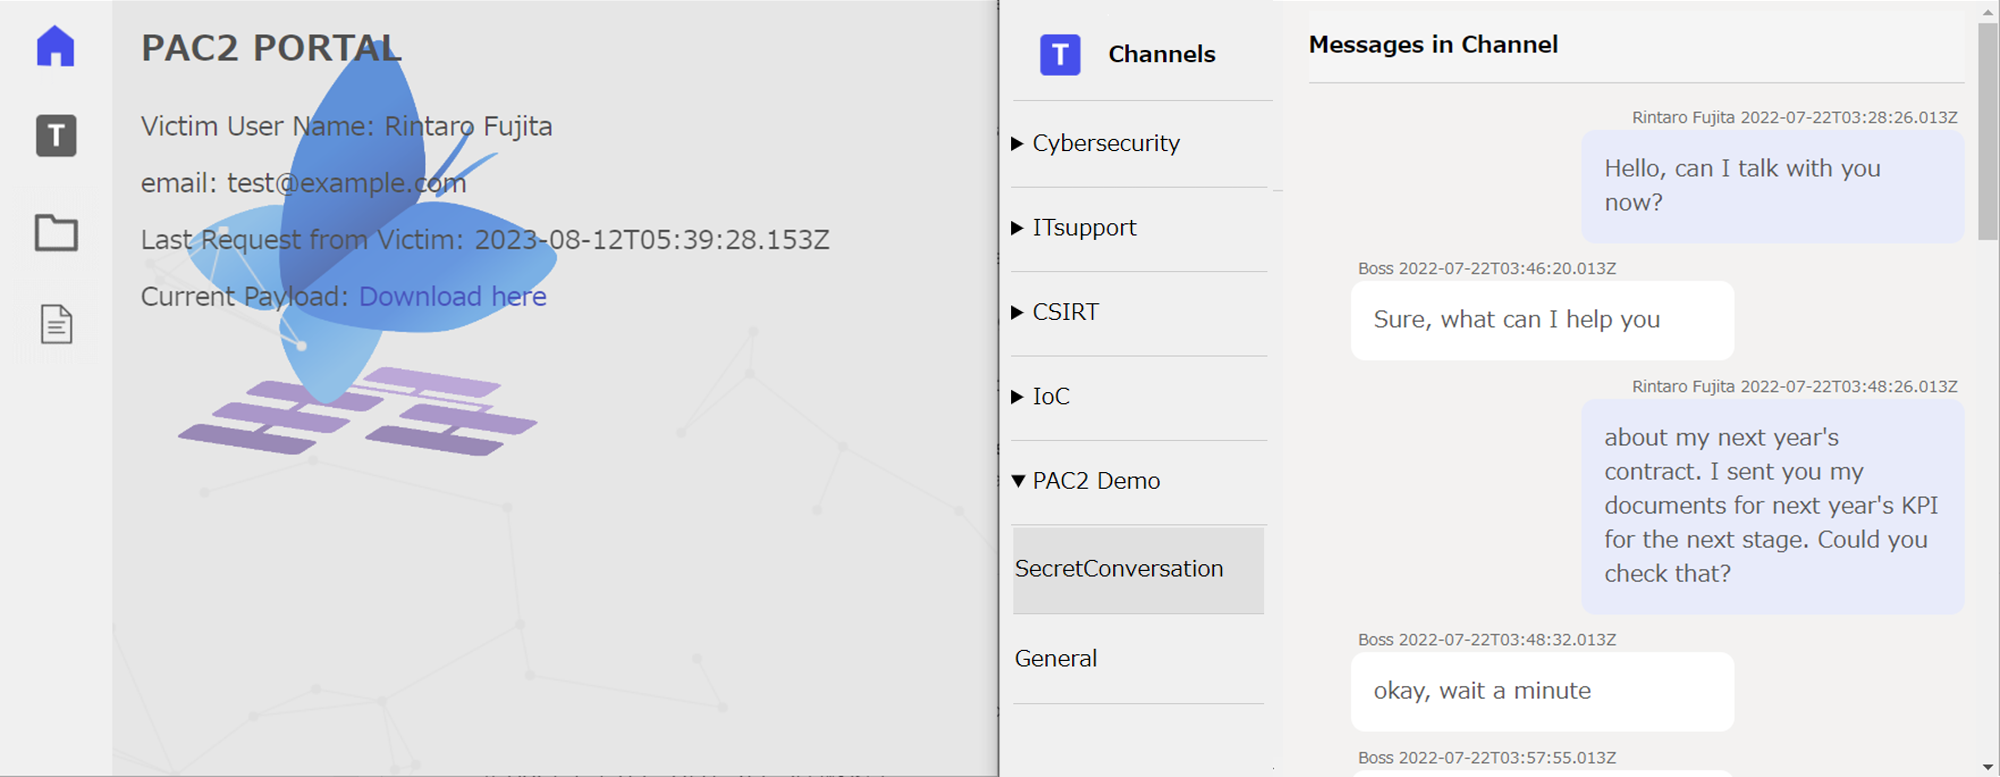 PAC2 PORTAL
Victim User Name: Rintaro Fujita
email: test@example.com
Last Request from Victim: 2023-08-12T05:39:28.153Z
Current Payload: Download here
T
T
Channels
Cybersecurity
ITsupport
CSIRT
IoC
PAC2 Demo
SecretConversation
General
Messages in Channel
Rintaro Fujita 2022-07-22T03:28:26.013Z
Hello, can I talk with you
now?
Boss 2022-07-22T03:46:20.013Z
Sure, what can I help you
Rintaro Fujita 2022-07-22T03:48:26.013Z
about my next year's
contract. I sent you my
documents for next year's KPI
for the next stage. Could you
check that?
Boss 2022-07-22T03:48:32.013Z
okay, wait a minute
Boss 2022-07-22T03:57:55.013Z